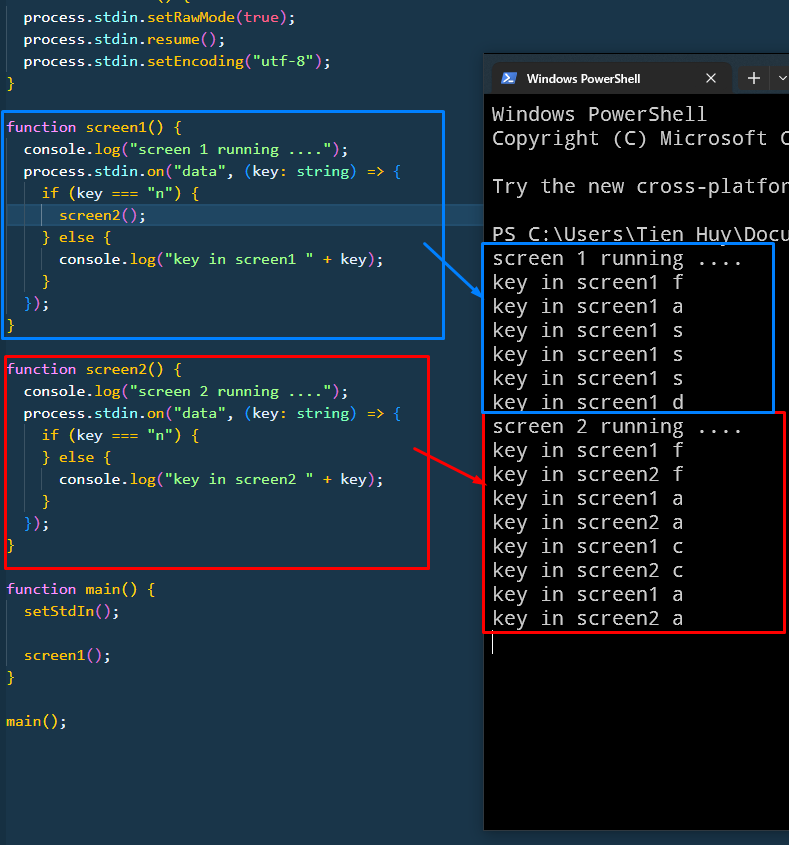 process.stdin.setRawMode(true);
process.stdin.resume();
process.stdin.setEncoding("utf-8");
}
function screen1() {
console.log("screen 1 running ....");
process.stdin.on("data", (key: string) => {
if (key === "n") {
screen2();
} else {
console.log("key in screen1 " + key);
}
});
}
function screen2() {
console.log("screen 2 running ....");
process.stdin.on("data", (key: string) => {
if (key === "n") {
} else {
console.log("key in screen2 " + key);
}
});
}
function main() {
setStdIn();
screen1();
}
main();
Windows PowerShell
Windows PowerShell
Copyright (C) Microsoft C
Try the new cross-platfor
PS C:\Users\Tien Huy\Docu
screen 1 running ....
key in screen1 f
key in screen1 a
key in screen1 s
key in screen1 s
key in screen1 s
key in screen1 d
screen 2 running ....
key in screen1 f
key in screen2 f
key in screen1 a
key in screen2 a
key in screen1 c
key in screen2 c
key in screen1 a
key in screen2 a